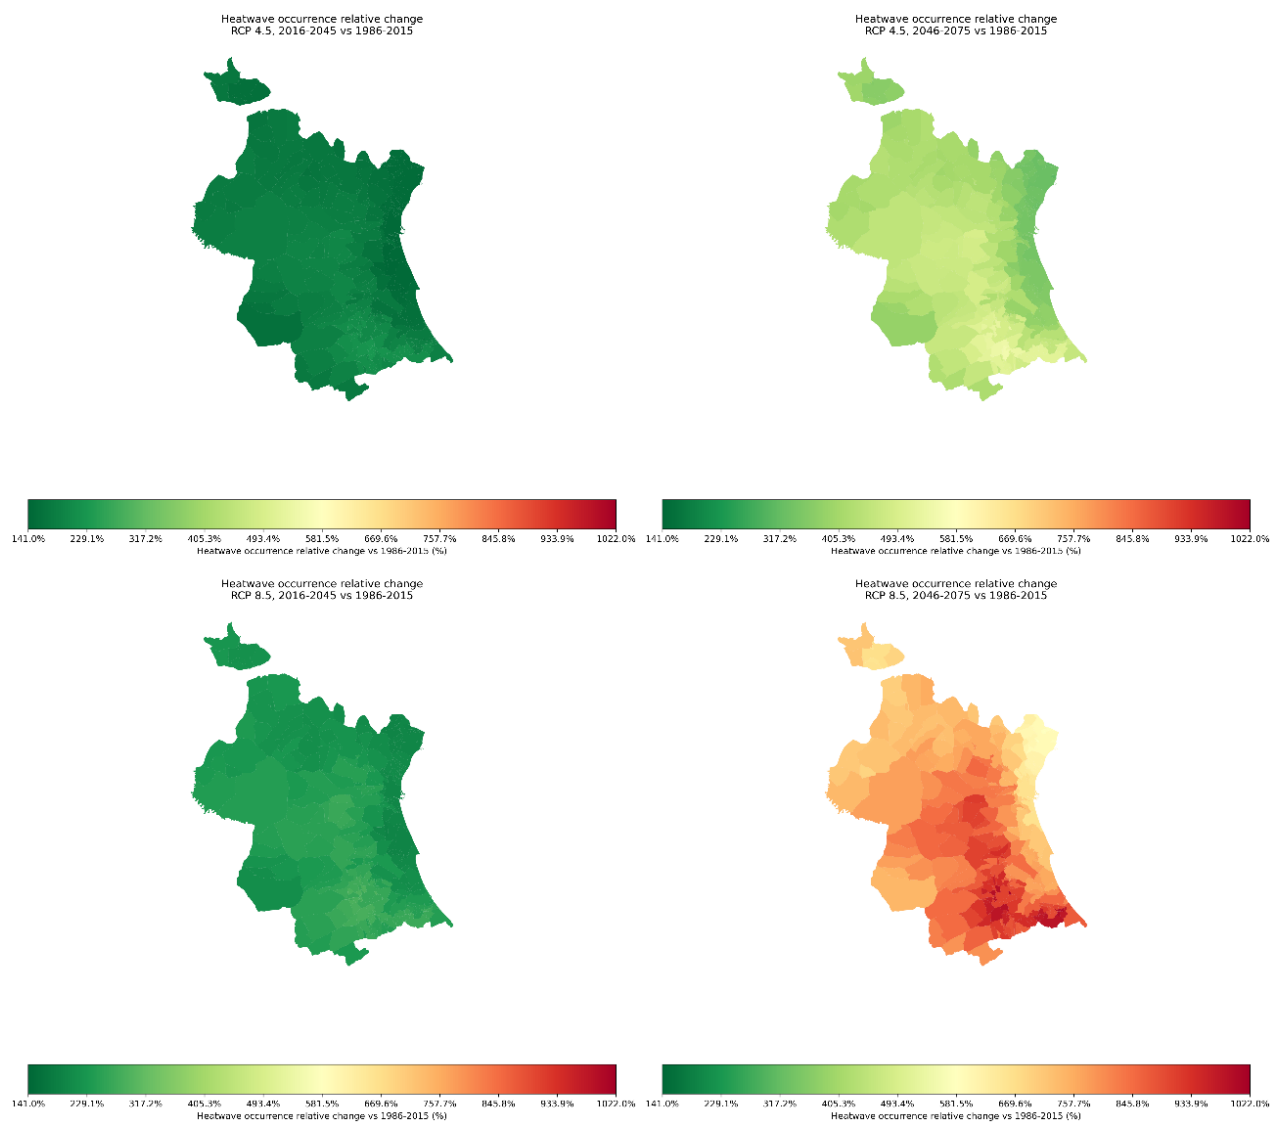 Heatwave occurrence relative change
RCP 4.5, 2016-2045 vs 1986-2015
Heatwave occurrence relative change
RCP 4.5, 2046-2075 vs 1986-2015
141.0% 229.1% 317.2% 405.3% 493.4% 581.5% 669.6% 757.7% 845.8% 933.9% 1022.0%
Heatwave occurrence relative change vs 1986-2015 (%)
141.0% 229.1% 317.2% 405.3% 493.4% 581.5% 669.6% 757.7% 845.8% 933.9% 1022.0%
Heatwave occurrence relative change vs 1986-2015 (%)
Heatwave occurrence relative change
RCP 8.5, 2016-2045 vs 1986-2015
Heatwave occurrence relative change
RCP 8.5, 2046-2075 vs 1986-2015
141.0% 229.1% 317.2% 405.3% 493.4% 581.5% 669.6% 757.7% 845.8% 933.9% 1022.0%
Heatwave occurrence relative change vs 1986-2015 (%)
141.0% 229.1% 317.2% 405.3% 493.4% 581.5% 669.6% 757.7% 845.8% 933.9% 1022.0%
Heatwave occurrence relative change vs 1986-2015 (%)